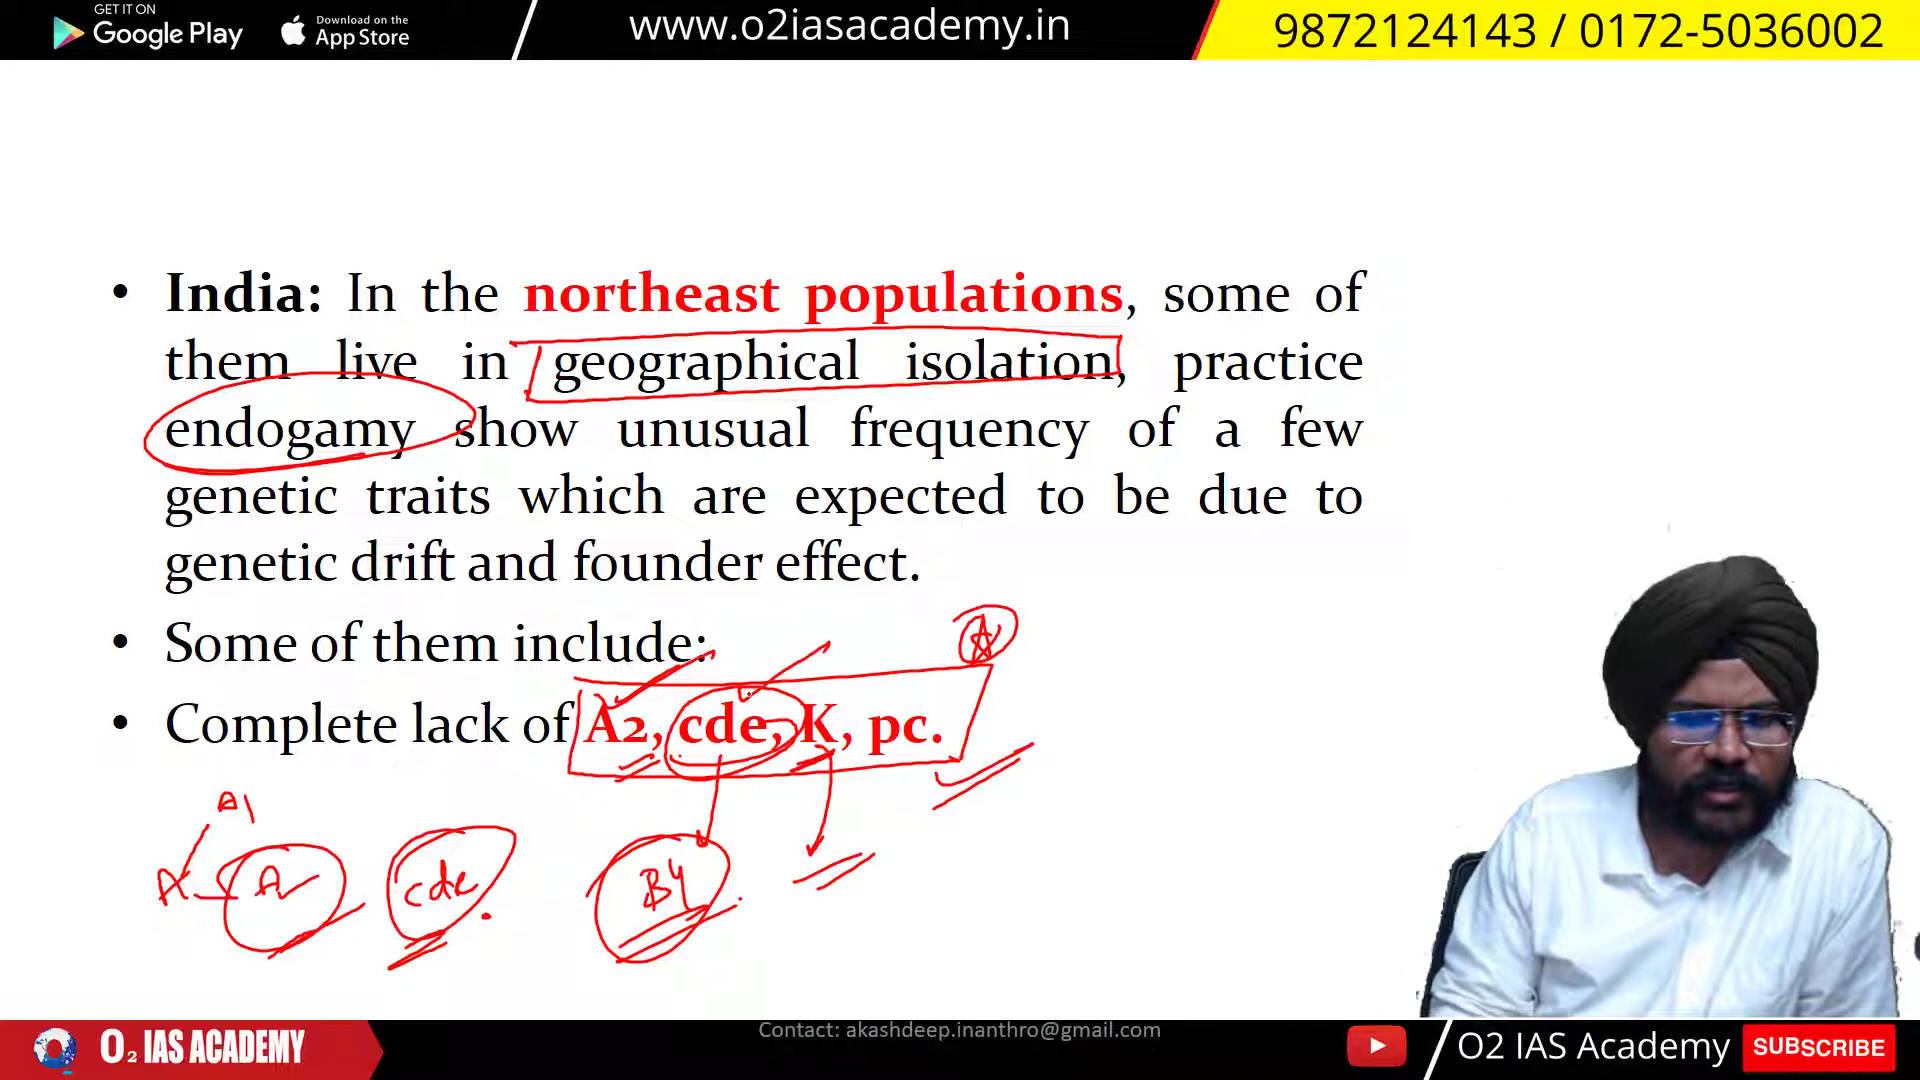 GET IT ON
Google Play
Download on the
App Store
www.o2iasacademy.in
9872124143 / 0172-5036002
• India: In the northeast populations, some of
them live in geographical isolation, practice
endogamy show unusual frequency of a few
genetic traits which are expected to be due to
genetic drift and founder effect.
• Some of them include:
• Complete lack of A2, cde, K, pc.
A1
A
cde
O2 IAS ACADEMY
Contact: akashdeep.inanthro@gmail.com
O2 IAS Academy
SUBSCRIBE